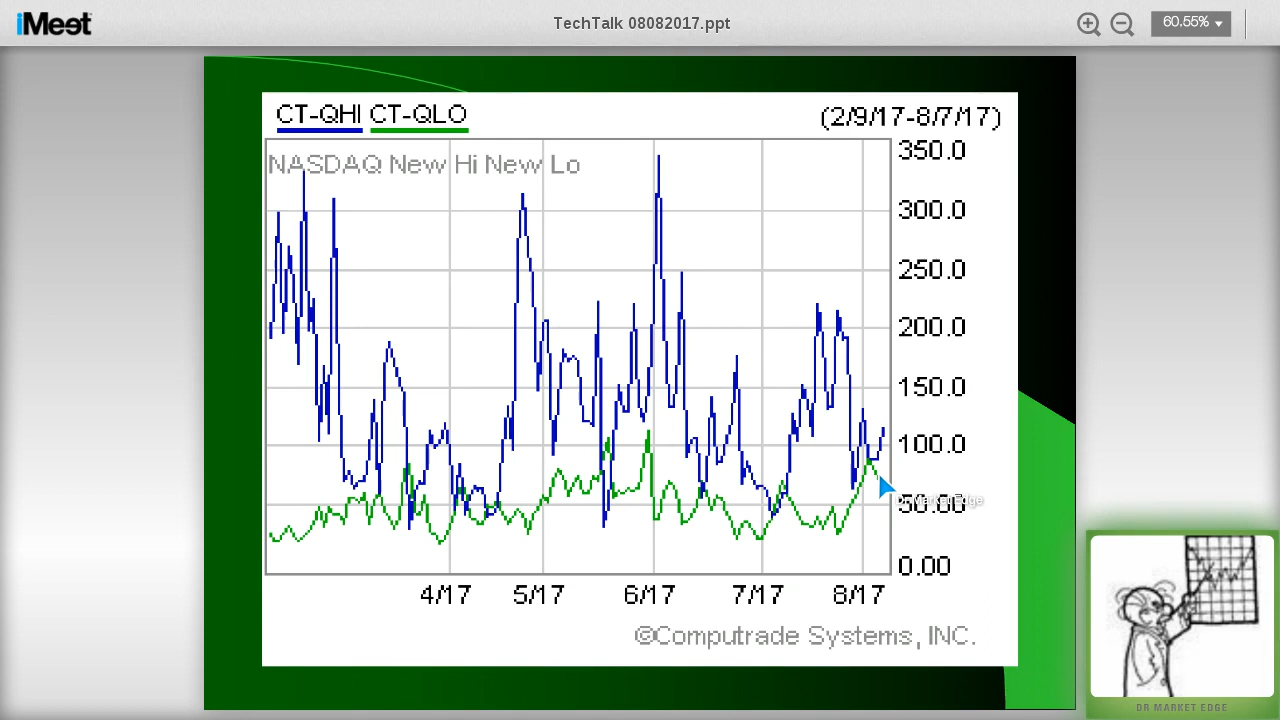 iMeet
TechTalk 08082017.ppt
60.55%
CT-QHI CT-QLO
(2/9/17-8/7/17)
NASDAQ New Hi New Lo
350.0
300.0
250.0
200.0
150.0
100.0
50.00
0.00
4/17 5/17 6/17 7/17 8/17
©Computrade Systems, INC.
DR MARKET EDGE